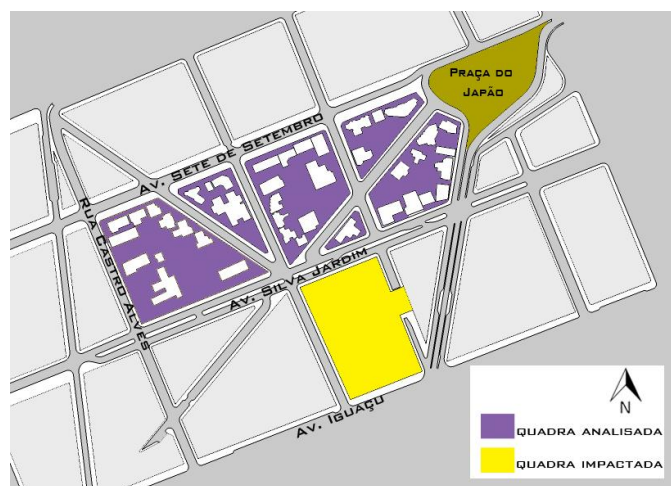 PRAÇA DO
JAPÃO
AV. SETE DE SETEMBRO
RUA CASTRO ALVES
AV. SILVA JARDIM
AV. IGUAÇU
N
QUADRA ANALISADA
QUADRA IMPACTADA